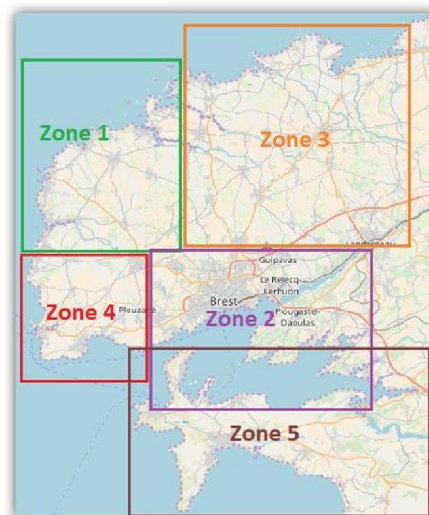 Zone 1
Zone 3
Landerneau
Guipavas
Zone 4
Plouzané
Le Relecq-
Kerhuon
Brest
Plougastel-
Daoulas
Zone 2
Zone 5